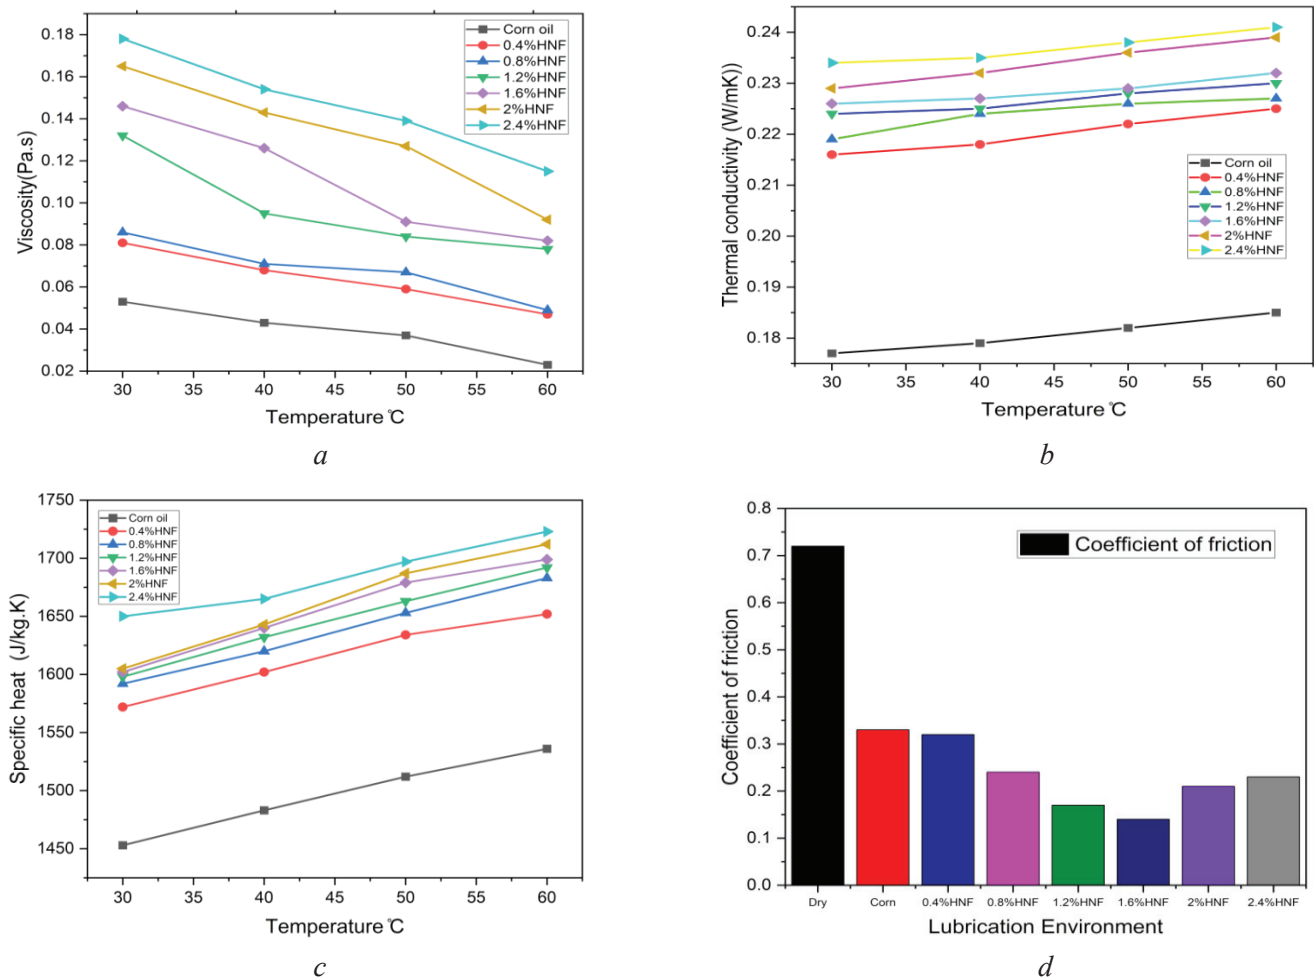 0.18
0.16
0.14
0.12
0.10
0.08
0.06
0.04
0.02
Viscosity(Pa.s)
Corn oil
0.4%HNF
0.8%HNF
1.2%HNF
1.6%HNF
2%HNF
2.4%HNF
30 35 40 45 50 55 60
Temperature ℃
a
0.24
0.23
0.22
0.21
0.20
0.19
0.18
Thermal conductivity (W/mK))
Corn oil
0.4%HNF
0.8%HNF
1.2%HNF
1.6%HNF
2%HNF
2.4%HNF
30 35 40 45 50 55 60
Temperature ℃
b
1750
1700
1650
1600
1550
1500
1450
Specific heat (J/kg.K)
Corn oil
0.4%HNF
0.8%HNF
1.2%HNF
1.6%HNF
2%HNF
2.4%HNF
30 35 40 45 50 55 60
Temperature ℃
c
0.8
0.7
0.6
0.5
0.4
0.3
0.2
0.1
0.0
Coefficient of friction
Coefficient of friction
Dry Corn 0.4%HNF 0.8%HNF 1.2%HNF 1.6%HNF 2%HNF 2.4%HNF
Lubrication Environment
d